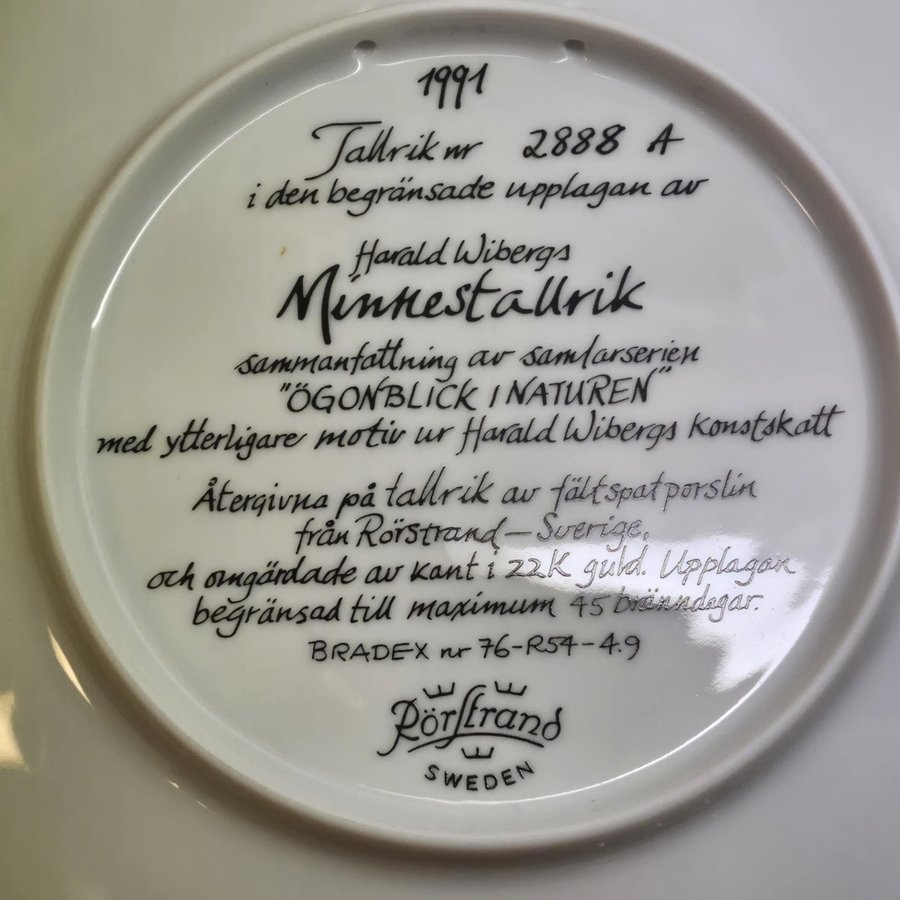 1991
Tallrik nr 2888 A
i den begränsade upplagan av
Harald Wibergs
Minnestallrik
sammanfattning av samlarserien
"ÖGONBLICK I NATUREN"
med ytterligare motiv ur Harald Wibergs konstskatt
Återgivna på tallrik av fältspatporslin
från Rörstrand – Sverige,
och omgärdade av kant i 22K guld. Upplagan
begränsad till maximum 45 bränndagar.
BRADEX nr 76-R54-4.9
Rörstrand
SWEDEN